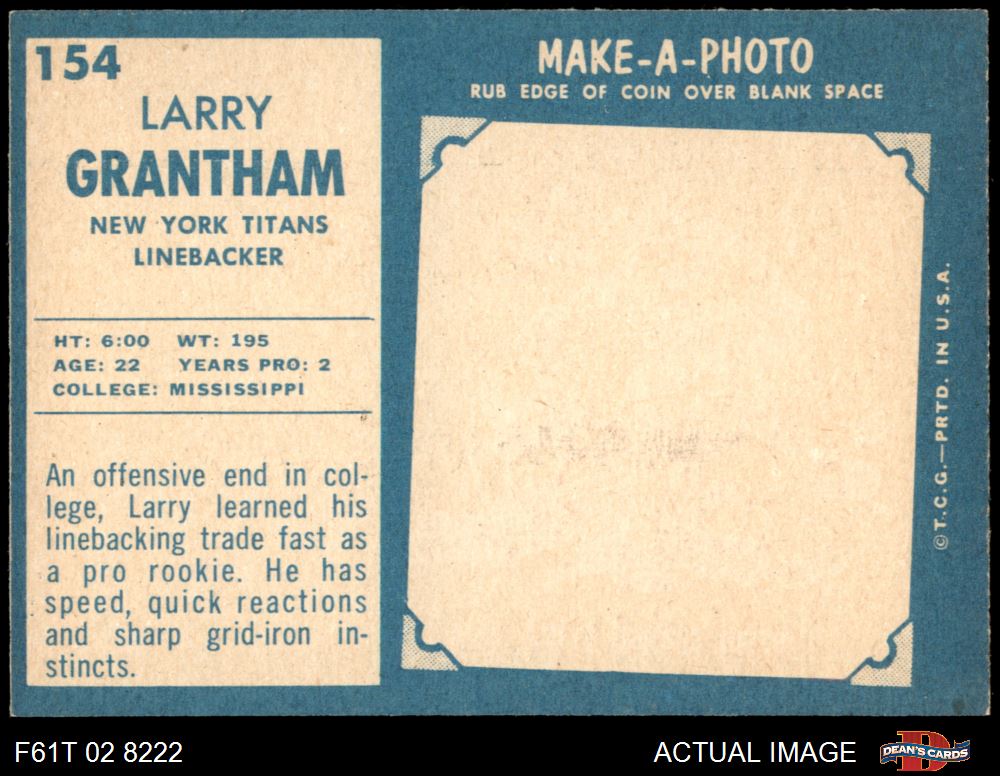 154
LARRY
GRANTHAM
NEW YORK TITANS
LINEBACKER
HT: 6:00 WT: 195
AGE: 22 YEARS PRO: 2
COLLEGE: MISSISSIPPI
An offensive end in col-
lege, Larry learned his
linebacking trade fast as
a pro rookie. He has
speed, quick reactions
and sharp grid-iron in-
stincts.
MAKE-A-PHOTO
RUB EDGE OF COIN OVER BLANK SPACE
©T.C.G.—PRTD. IN U.S.A.
F61T 02 8222
ACTUAL IMAGE
D
DEAN'S CARDS